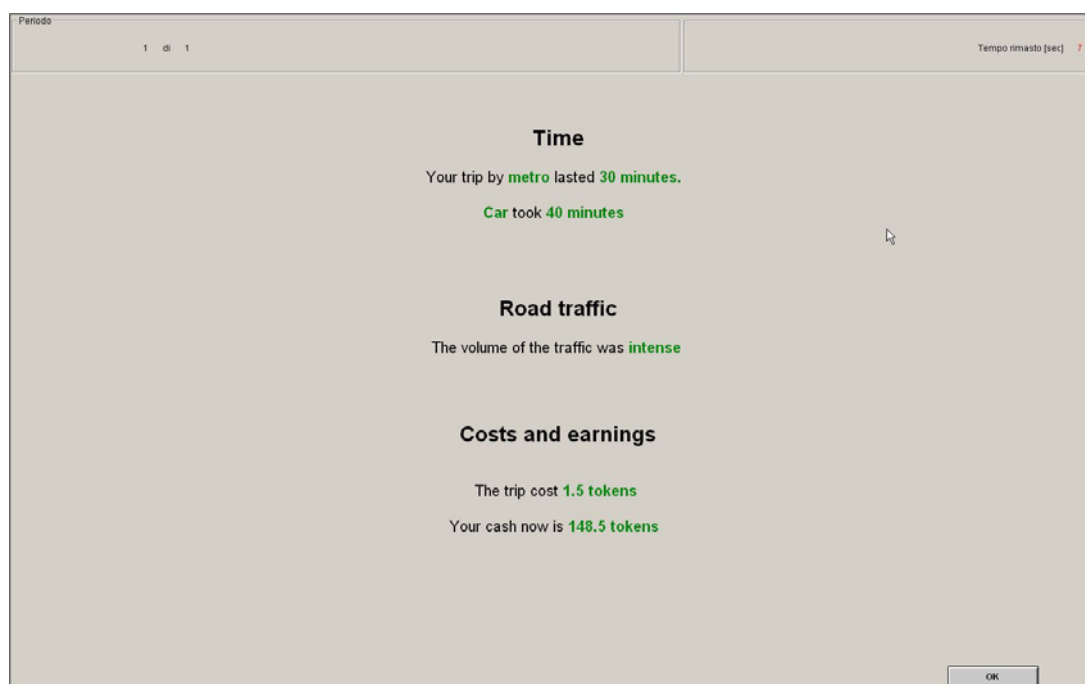 Periodo
1 di 1
Tempo rimasto [sec] 7
Time
Your trip by metro lasted 30 minutes.
Car took 40 minutes
Road traffic
The volume of the traffic was intense
Costs and earnings
The trip cost 1.5 tokens
Your cash now is 148.5 tokens
OK